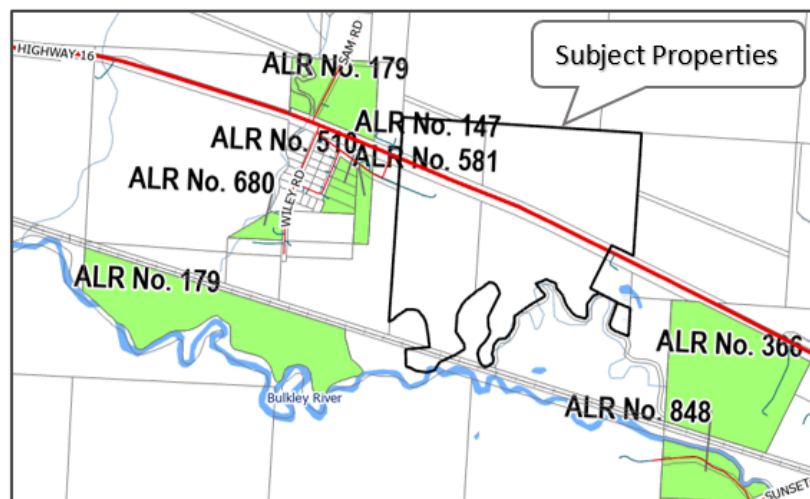 HIGHWAY 16
SAM RD
Subject Properties
ALR No. 179
ALR No. 147
ALR No. 510
ALR No. 581
ALR No. 680
WILEY RD
ALR No. 179
ALR No. 366
Bulkley River
ALR No. 848
SUNSET